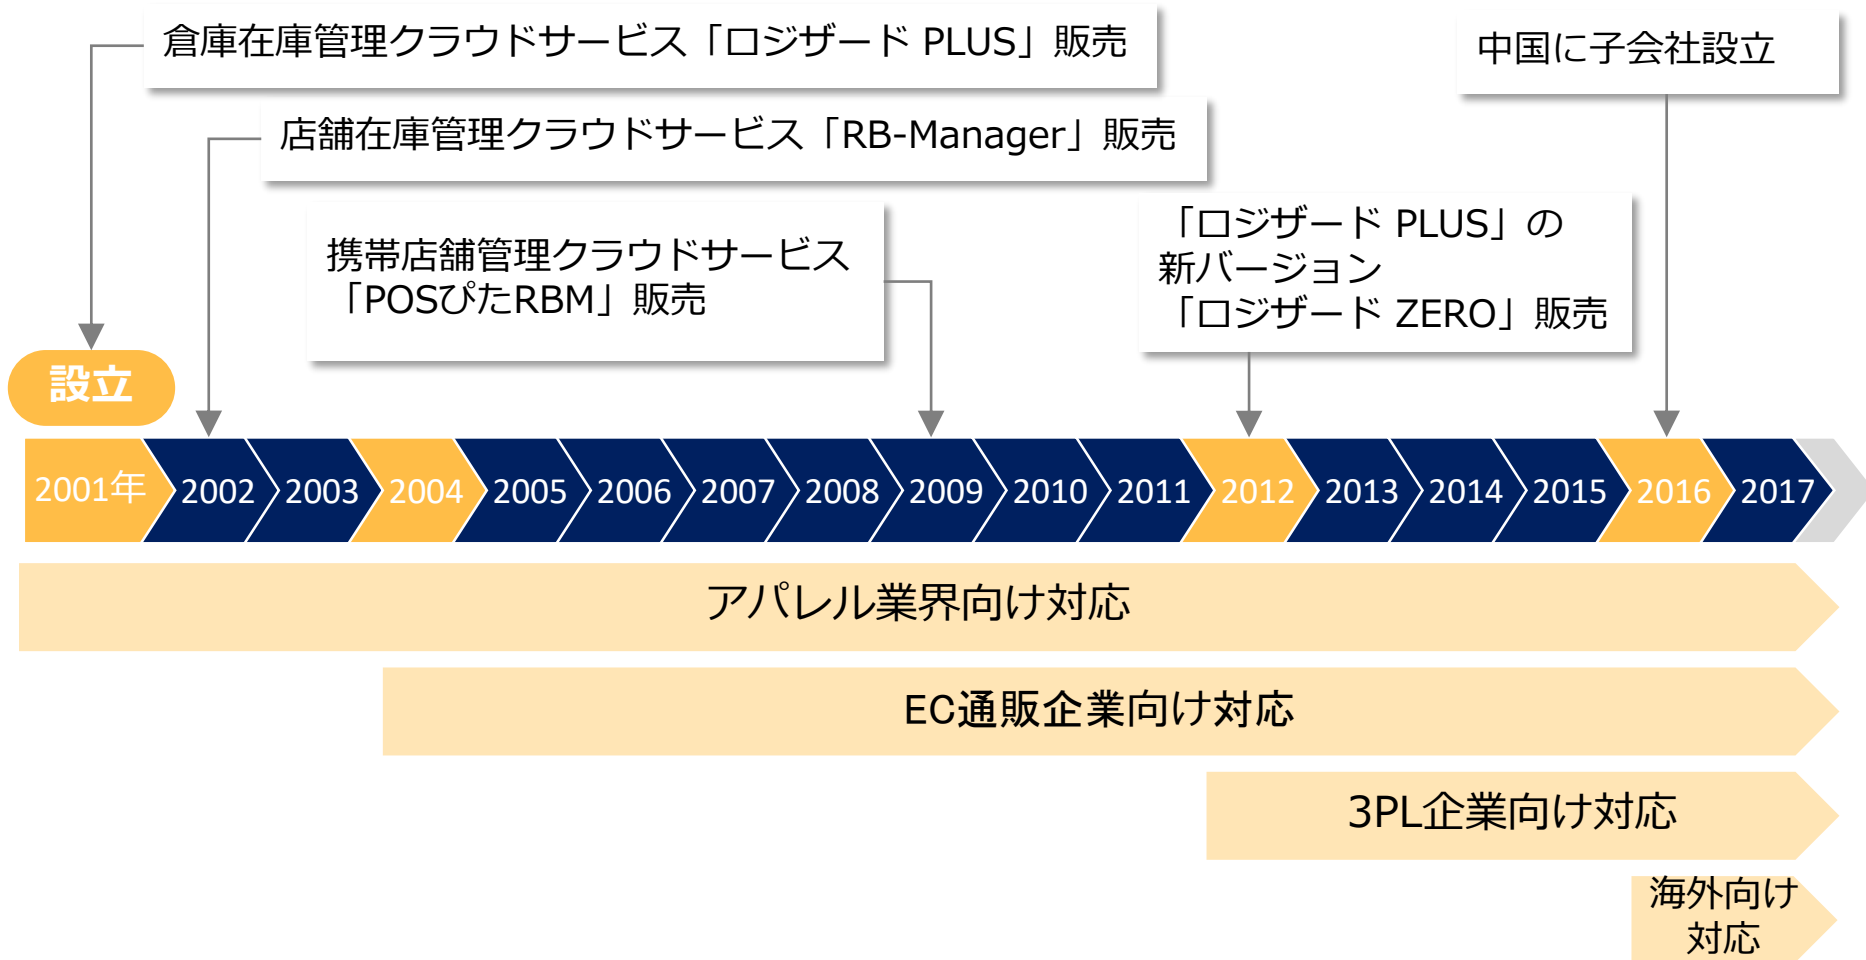 倉庫在庫管理クラウドサービス「ロジザード PLUS」販売
中国に子会社設立
店舗在庫管理クラウドサービス「RB-Manager」販売
携帯店舗管理クラウドサービス
「POSぴたRBM」販売
「ロジザード PLUS」の
新バージョン
「ロジザード ZERO」販売
設立
2001年 2002 2003 2004 2005 2006 2007 2008 2009 2010 2011 2012 2013 2014 2015 2016 2017
アパレル業界向け対応
EC通販企業向け対応
3PL企業向け対応
海外向け
対応